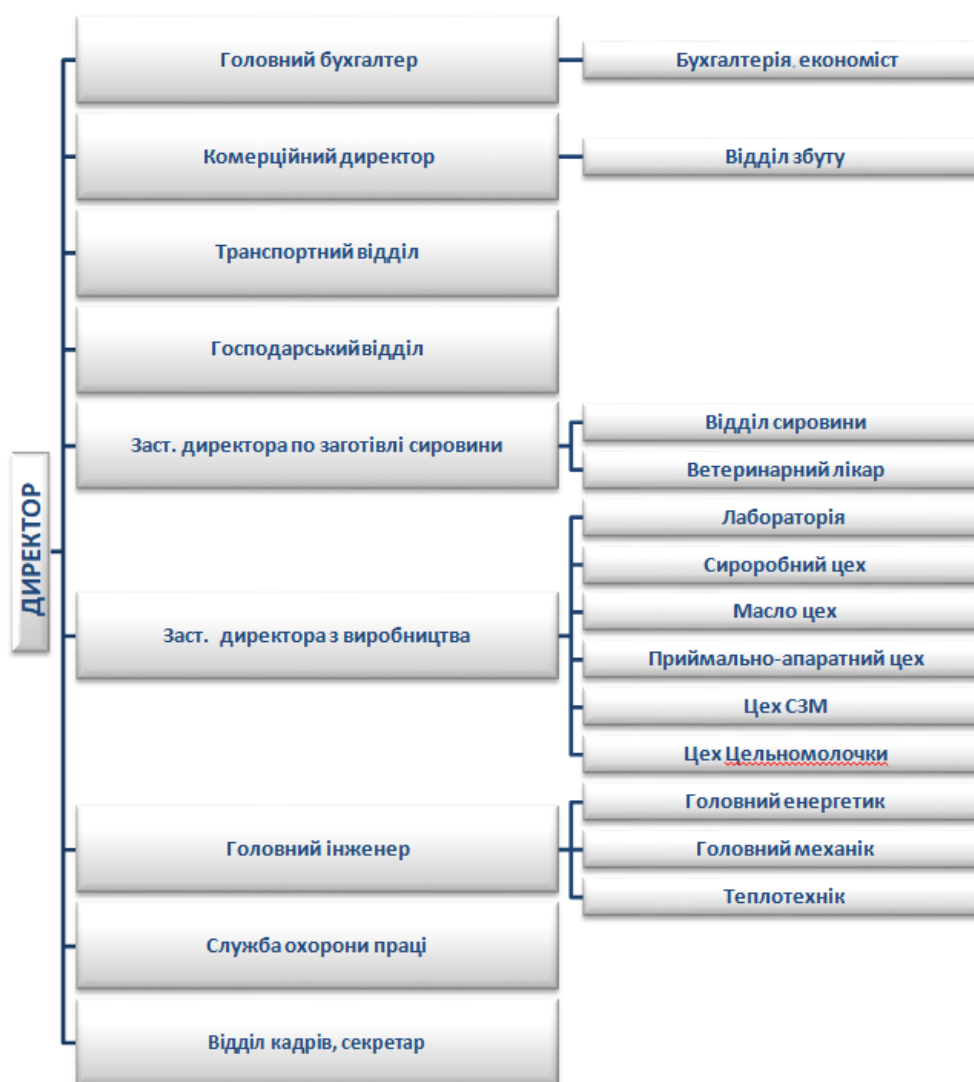 Головний бухгалтер
Бухгалтерія, економіст
Комерційний директор
Відділ збуту
Транспортний відділ
Господарський відділ
Заст. директора по заготівлі сировини
Відділ сировини
Ветеринарний лікар
ДИРЕКТОР
Заст. директора з виробництва
Лабораторія
Сироробний цех
Масло цех
Приймально-апаратний цех
Цех СЗМ
Цех Цельномолочки
Головний інженер
Головний енергетик
Головний механік
Теплотехнік
Служба охорони праці
Відділ кадрів, секретар